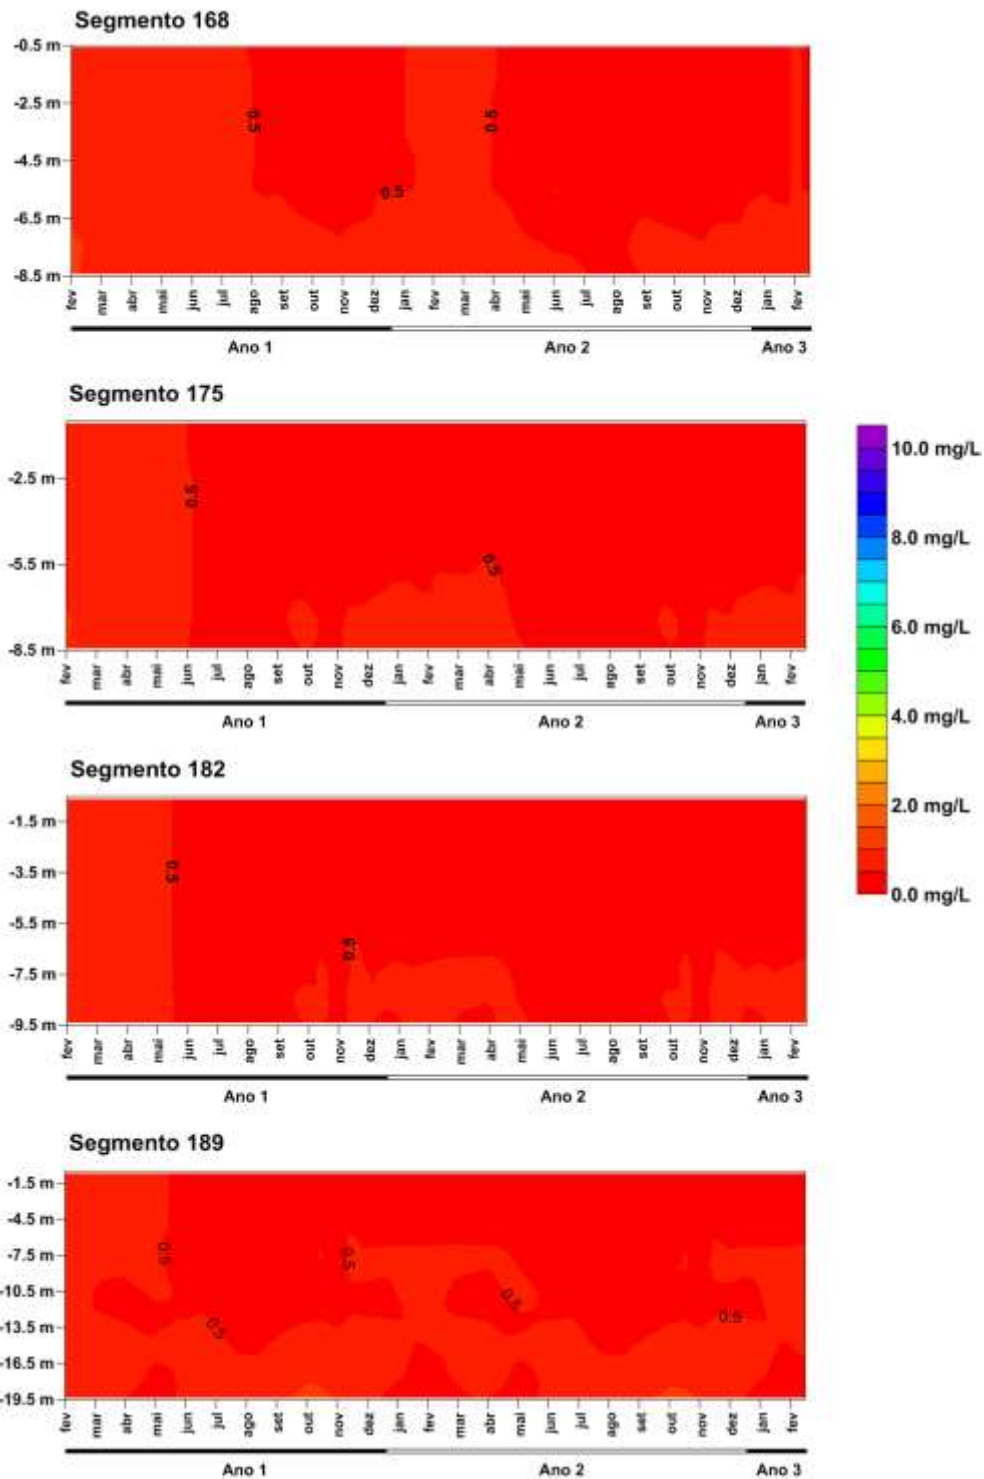 Segmento 168
-0.5 m
-2.5 m
-4.5 m
-6.5 m
-8.5 m
0.5
0.5
0.5
fev mar abr mai jun jul ago set out nov dez jan fev mar abr mai jun jul ago set out nov dez jan fev
Ano 1 Ano 2 Ano 3
Segmento 175
-2.5 m
-5.5 m
-8.5 m
0.5
0.5
fev mar abr mai jun jul ago set out nov dez jan fev mar abr mai jun jul ago set out nov dez jan fev
Ano 1 Ano 2 Ano 3
10.0 mg/L
8.0 mg/L
6.0 mg/L
4.0 mg/L
2.0 mg/L
0.0 mg/L
Segmento 182
-1.5 m
-3.5 m
-5.5 m
-7.5 m
-9.5 m
0.5
0.5
fev mar abr mai jun jul ago set out nov dez jan fev mar abr mai jun jul ago set out nov dez jan fev
Ano 1 Ano 2 Ano 3
Segmento 189
-1.5 m
-4.5 m
-7.5 m
-10.5 m
-13.5 m
-16.5 m
-19.5 m
0.5
0.5
0.5
0.5
0.5
fev mar abr mai jun jul ago set out nov dez jan fev mar abr mai jun jul ago set out nov dez jan fev
Ano 1 Ano 2 Ano 3